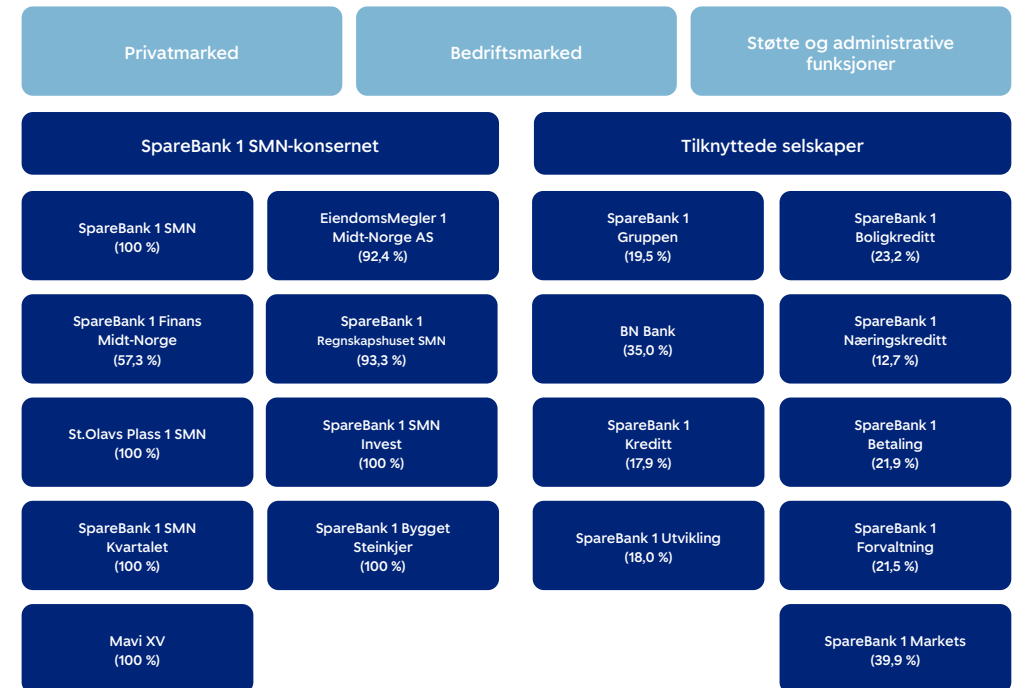 Privatmarked
Bedriftsmarked
Støtte og administrative
funksjoner
SpareBank 1 SMN-konsernet
Tilknyttede selskaper
SpareBank 1 SMN
(100 %)
EiendomsMegler 1
Midt-Norge AS
(92,4 %)
SpareBank 1
Gruppen
(19,5 %)
SpareBank 1
Boligkreditt
(23,2 %)
SpareBank 1 Finans
Midt-Norge
(57,3 %)
SpareBank 1
Regnskapshuset SMN
(93,3 %)
BN Bank
(35,0 %)
SpareBank 1
Næringskreditt
(12,7 %)
St.Olavs Plass 1 SMN
(100 %)
SpareBank 1 SMN
Invest
(100 %)
SpareBank 1
Kreditt
(17,9 %)
SpareBank 1
Betaling
(21,9 %)
SpareBank 1 SMN
Kvartalet
(100 %)
SpareBank 1 Bygget
Steinkjer
(100 %)
SpareBank 1 Utvikling
(18,0 %)
SpareBank 1
Forvaltning
(21,5 %)
Mavi XV
(100 %)
SpareBank 1 Markets
(39,9 %)